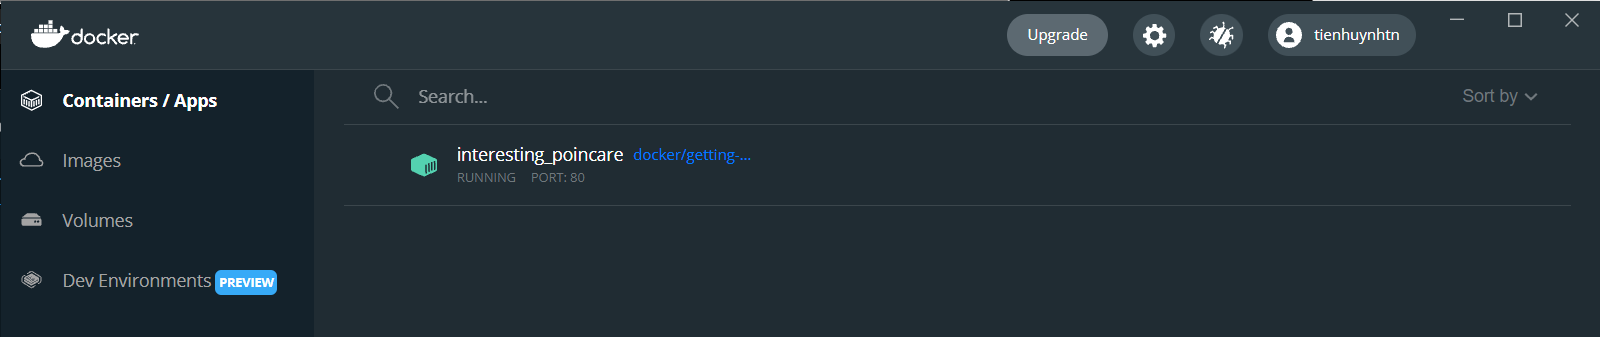 docker
Upgrade
tienhuynhtn
Containers / Apps
Images
Volumes
Dev Environments PREVIEW
Search...
Sort by
interesting_poincare docker/getting-...
RUNNING PORT: 80